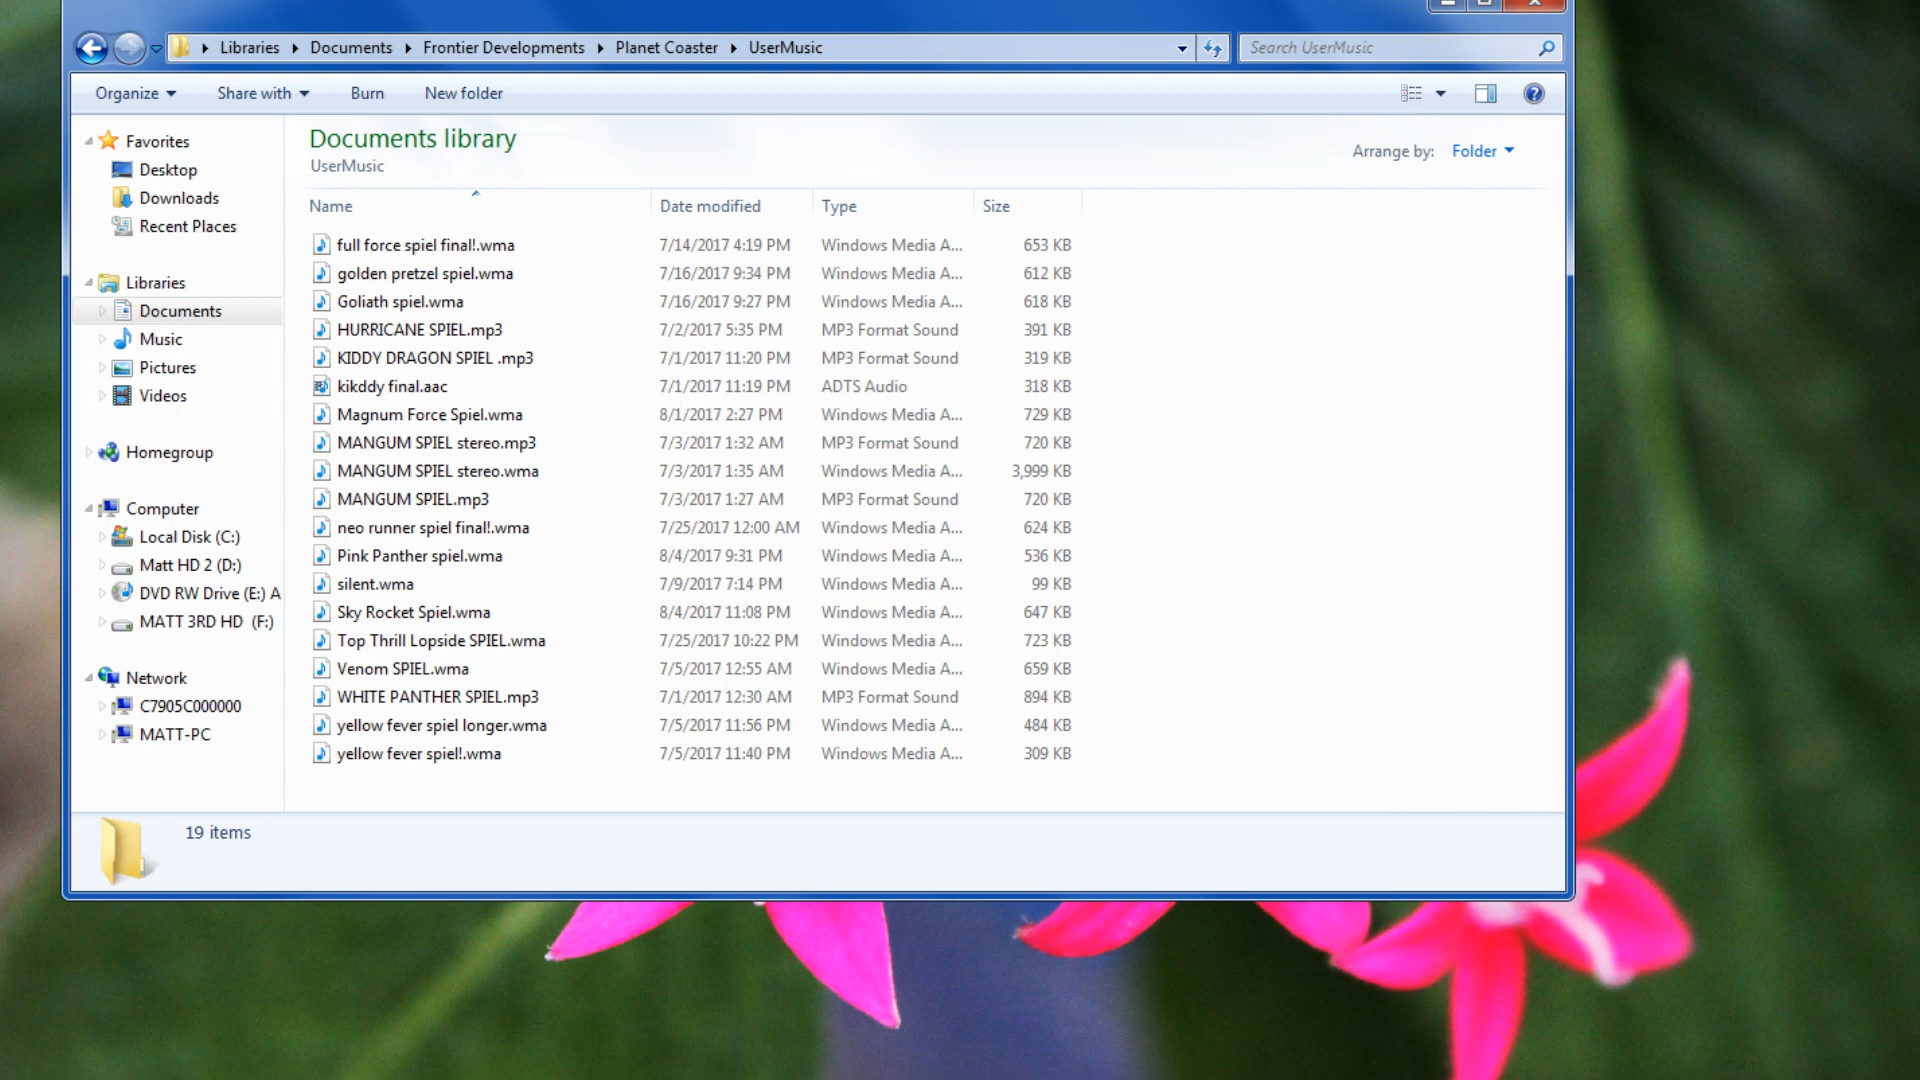 Libraries Documents Frontier Developments Planet Coaster UserMusic Search UserMusic
Organize Share with Burn New folder
Favorites
Desktop
Downloads
Recent Places
Libraries
Documents
Music
Pictures
Videos
Homegroup
Computer
Local Disk (C:)
Matt HD 2 (D:)
DVD RW Drive (E:) A
MATT 3RD HD (F:)
Network
C7905C000000
MATT-PC
Documents library
UserMusic
Arrange by: Folder
Name Date modified Type Size
full force spiel final!.wma 7/14/2017 4:19 PM Windows Media A... 653 KB
golden pretzel spiel.wma 7/16/2017 9:34 PM Windows Media A... 612 KB
Goliath spiel.wma 7/16/2017 9:27 PM Windows Media A... 618 KB
HURRICANE SPIEL.mp3 7/2/2017 5:35 PM MP3 Format Sound 391 KB
KIDDY DRAGON SPIEL .mp3 7/1/2017 11:20 PM MP3 Format Sound 319 KB
kikddy final.aac 7/1/2017 11:19 PM ADTS Audio 318 KB
Magnum Force Spiel.wma 8/1/2017 2:27 PM Windows Media A... 729 KB
MANGUM SPIEL stereo.mp3 7/3/2017 1:32 AM MP3 Format Sound 720 KB
MANGUM SPIEL stereo.wma 7/3/2017 1:35 AM Windows Media A... 3,999 KB
MANGUM SPIEL.mp3 7/3/2017 1:27 AM MP3 Format Sound 720 KB
neo runner spiel final!.wma 7/25/2017 12:00 AM Windows Media A... 624 KB
Pink Panther spiel.wma 8/4/2017 9:31 PM Windows Media A... 536 KB
silent.wma 7/9/2017 7:14 PM Windows Media A... 99 KB
Sky Rocket Spiel.wma 8/4/2017 11:08 PM Windows Media A... 647 KB
Top Thrill Lopside SPIEL.wma 7/25/2017 10:22 PM Windows Media A... 723 KB
Venom SPIEL.wma 7/5/2017 12:55 AM Windows Media A... 659 KB
WHITE PANTHER SPIEL.mp3 7/1/2017 12:30 AM MP3 Format Sound 894 KB
yellow fever spiel longer.wma 7/5/2017 11:56 PM Windows Media A... 484 KB
yellow fever spiel!.wma 7/5/2017 11:40 PM Windows Media A... 309 KB
19 items